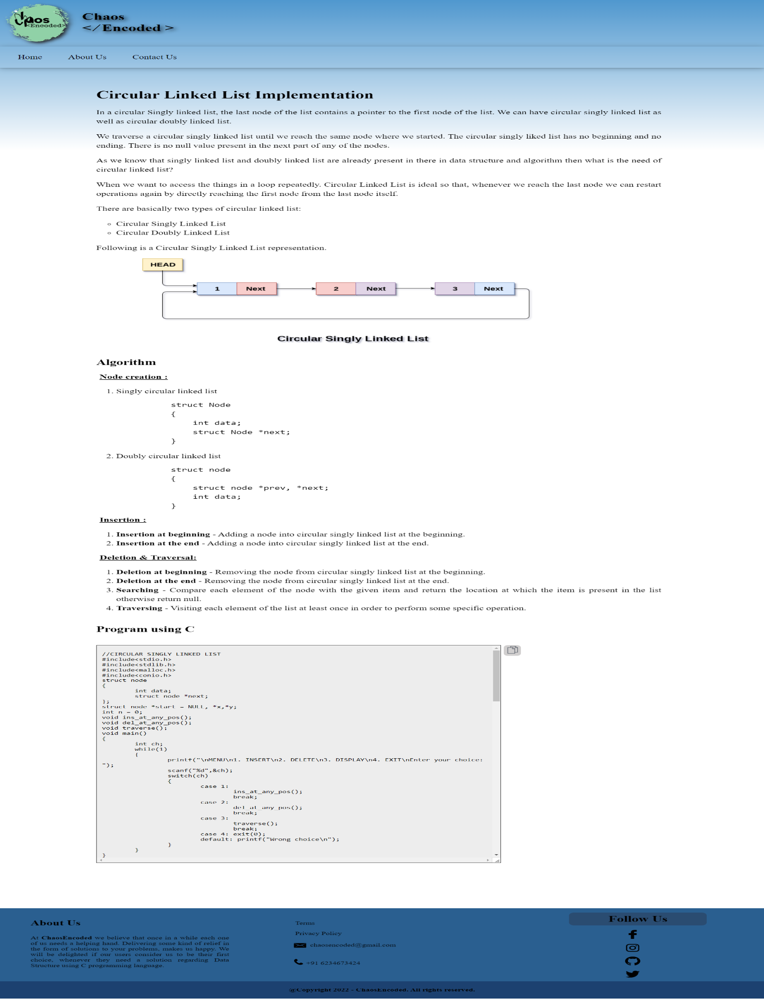 Chaos
<Encoded>
Chaos
</Encoded >
Home About Us Contact Us
Circular Linked List Implementation
In a circular Singly linked list, the last node of the list contains a pointer to the first node of the list. We can have circular singly linked list as
well as circular doubly linked list.
We traverse a circular singly linked list until we reach the same node where we started. The circular singly liked list has no beginning and no
ending. There is no null value present in the next part of any of the nodes.
As we know that singly linked list and doubly linked list are already present in there in data structure and algorithm then what is the need of
circular linked list?
When we want to access the things in a loop repeatedly. Circular Linked List is ideal so that, whenever we reach the last node we can restart
operations again by directly reaching the first node from the last node itself.
There are basically two types of circular linked list:
Circular Singly Linked List
Circular Doubly Linked List
Following is a Circular Singly Linked List representation.
HEAD
1 Next 2 Next 3 Next
Circular Singly Linked List
Algorithm
Node creation :
1. Singly circular linked list
struct Node
{
int data;
struct Node *next;
}
2. Doubly circular linked list
struct node
{
struct node *prev, *next;
int data;
}
Insertion :
1. Insertion at beginning - Adding a node into circular singly linked list at the beginning.
2. Insertion at the end - Adding a node into circular singly linked list at the end.
Deletion & Traversal:
1. Deletion at beginning - Removing the node from circular singly linked list at the beginning.
2. Deletion at the end - Removing the node from circular singly linked list at the end.
3. Searching - Compare each element of the node with the given item and return the location at which the item is present in the list
otherwise return null.
4. Traversing - Visiting each element of the list at least once in order to perform some specific operation.
Program using C
//CIRCULAR SINGLY LINKED LIST
#include<stdio.h>
#include<stdlib.h>
#include<malloc.h>
#include<conio.h>
struct node
{
int data;
struct node *next;
};
struct node *start = NULL, *x,*y;
int n = 0;
void ins_at_any_pos();
void del_at_any_pos();
void traverse();
void main()
{
int ch;
while(1)
{
printf("\nMENU\n1. INSERT\n2. DELETE\n3. DISPLAY\n4. EXIT\nEnter your choice:
");
scanf("%d",&ch);
switch(ch)
{
case 1:
ins_at_any_pos();
break;
case 2:
del_at_any_pos();
break;
case 3:
traverse();
break;
case 4: exit(0);
default: printf("Wrong choice\n");
}
}
}
About Us
At ChaosEncoded we believe that once in a while each one
of us needs a helping hand. Delivering some kind of relief in
the form of solutions to your problems, makes us happy. We
will be delighted if our users consider us to be their first
choice, whenever they need a solution regarding Data
Structure using C programming language.
Terms
Privacy Policy
chaosencoded@gmail.com
+91 6234673424
Follow Us
@Copyright 2022 - ChaosEncoded. All rights reserved.